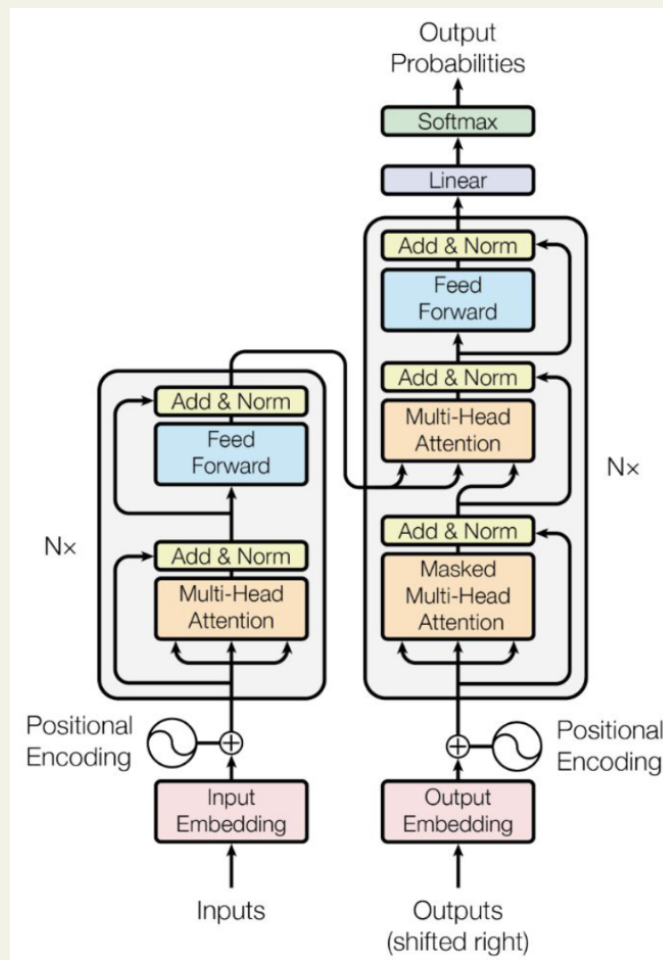 Output
Probabilities
Softmax
Linear
Add & Norm
Feed
Forward
Add & Norm
Multi-Head
Attention
Add & Norm
Masked
Multi-Head
Attention
N×
Positional
Encoding
Output
Embedding
Outputs
(shifted right)
Add & Norm
Feed
Forward
Add & Norm
Multi-Head
Attention
N×
Positional
Encoding
Input
Embedding
Inputs